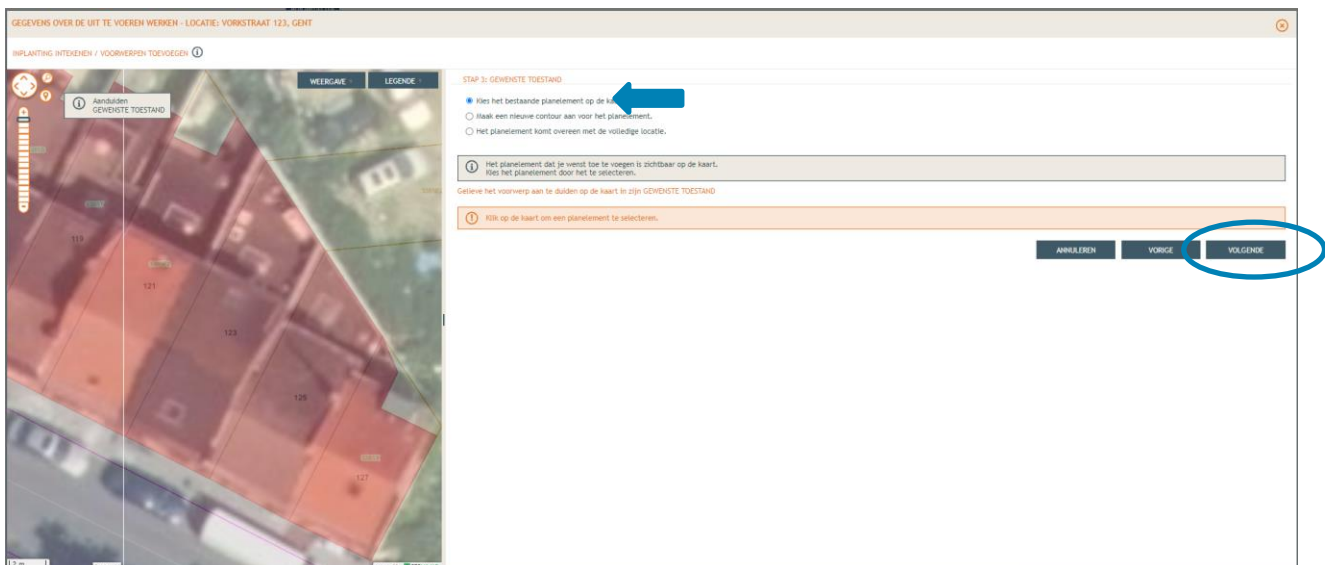 GEGEVENS OVER DE UIT TE VOEREN WERKEN - LOCATIE: VORKSTRAAT 123, GENT
INPLANTING INTEKENEN / VOORWERPEN TOEVOEGEN
WEERGAVE
LEGENDE
Aanduiden
GEWENSTE TOESTAND
119
121
123
125
127
2 m
STAP 3: GEWENSTE TOESTAND
Kies het bestaande planelement op de
Maak een nieuwe contour aan voor het planelement.
Het planelement komt overeen met de volledige locatie.
Het planelement dat je wenst toe te voegen is zichtbaar op de kaart.
Kies het planelement door het te selecteren.
Gelieve het voorwerp aan te duiden op de kaart in zijn GEWENSTE TOESTAND
Klik op de kaart om een planelement te selecteren.
ANNULEREN
VORIGE
VOLGENDE